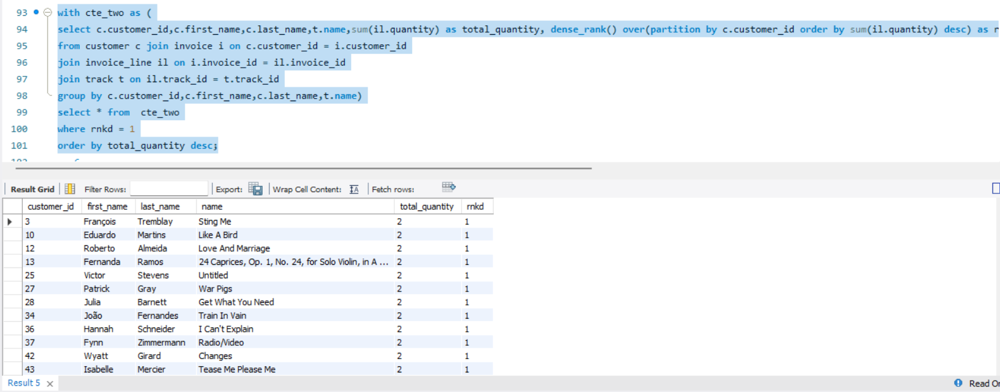 93 with cte_two as (
94 select c.customer_id,c.first_name,c.last_name,t.name,sum(il.quantity) as total_quantity, dense_rank() over(partition by c.customer_id order by sum(il.quantity) desc) as r
95 from customer c join invoice i on c.customer_id = i.customer_id
96 join invoice_line il on i.invoice_id = il.invoice_id
97 join track t on il.track_id = t.track_id
98 group by c.customer_id,c.first_name,c.last_name,t.name)
99 select * from  cte_two
100 where rnkd = 1
101 order by total_quantity desc;
Result Grid Filter Rows: Export: Wrap Cell Content: Fetch rows:
customer_id first_name last_name name total_quantity rnkd
3 François Tremblay Sting Me 2 1
10 Eduardo Martins Like A Bird 2 1
12 Roberto Almeida Love And Marriage 2 1
13 Fernanda Ramos 24 Caprices, Op. 1, No. 24, for Solo Violin, in A ... 2 1
25 Victor Stevens Untitled 2 1
27 Patrick Gray War Pigs 2 1
28 Julia Barnett Get What You Need 2 1
34 João Fernandes Train In Vain 2 1
36 Hannah Schneider I Can't Explain 2 1
37 Fynn Zimmermann Radio/Video 2 1
42 Wyatt Girard Changes 2 1
43 Isabelle Mercier Tease Me Please Me 2 1
Result 5 Read On